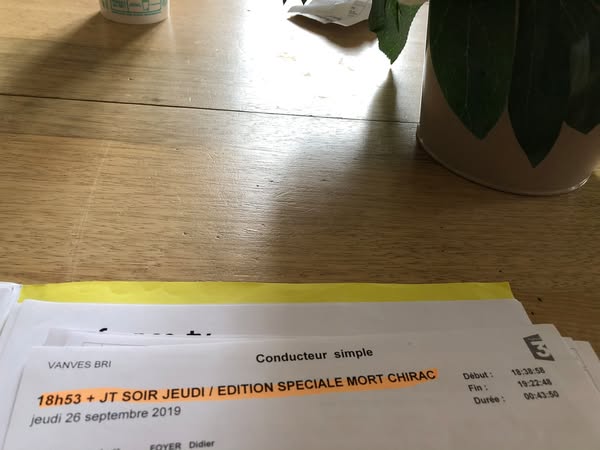 VANVES BRI
Conducteur simple
3
18h53 + JT SOIR JEUDI / EDITION SPECIALE MORT CHIRAC
jeudi 26 septembre 2019
Début : 18:38:58
Fin : 19:22:48
Durée : 00:43:50
FOYER Didier